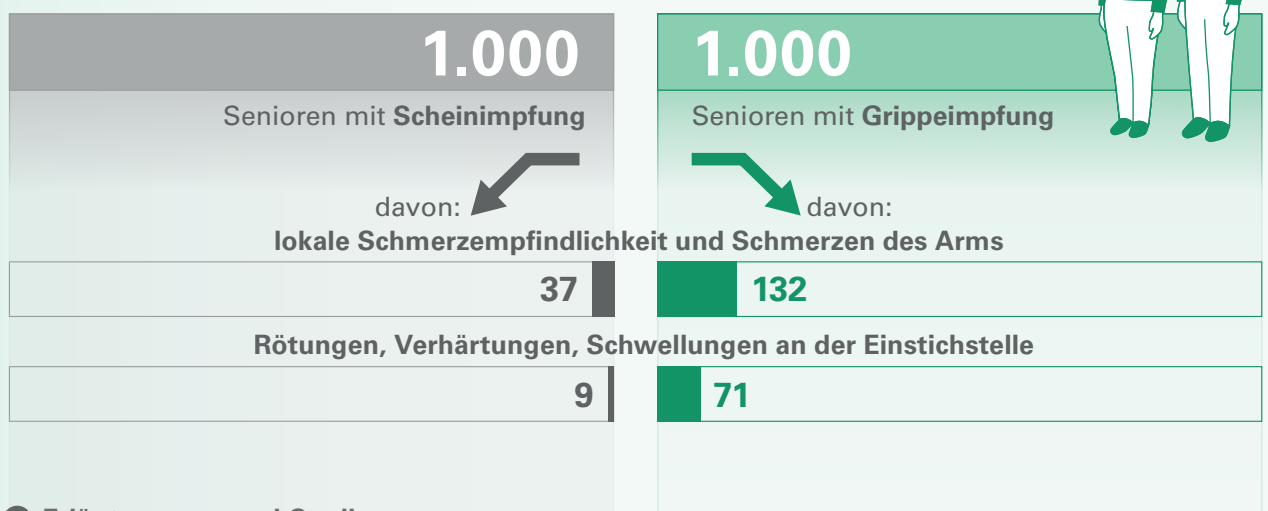 1.000
Senioren mit Scheinimpfung
davon:
1.000
Senioren mit Grippeimpfung
davon:
lokale Schmerzempfindlichkeit und Schmerzen des Arms
37
132
Rötungen, Verhärtungen, Schwellungen an der Einstichstelle
9
71